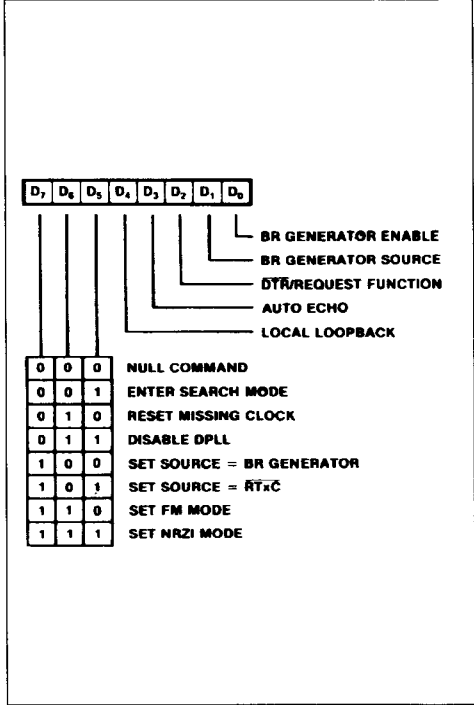 D7 D6 D5 D4 D3 D2 D1 D0
BR GENERATOR ENABLE
BR GENERATOR SOURCE
D̅T̅R̅/REQUEST FUNCTION
AUTO ECHO
LOCAL LOOPBACK
0 0 0 NULL COMMAND
0 0 1 ENTER SEARCH MODE
0 1 0 RESET MISSING CLOCK
0 1 1 DISABLE DPLL
1 0 0 SET SOURCE = BR GENERATOR
1 0 1 SET SOURCE = R̅T̅x̅C̅
1 1 0 SET FM MODE
1 1 1 SET NRZI MODE